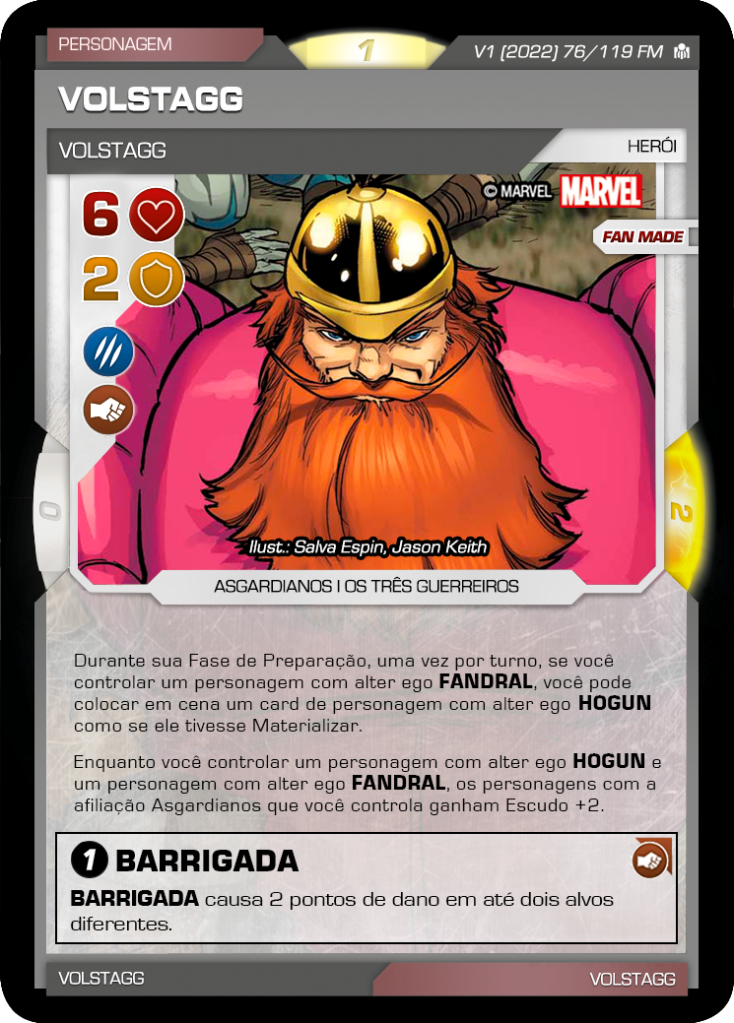 PERSONAGEM
1
V1 (2022) 76/119 FM
VOLSTAGG
VOLSTAGG
HERÓI
© MARVEL MARVEL
6
FAN MADE
2
0
2
Ilust.: Salva Espin, Jason Keith
ASGARDIANOS | OS TRÊS GUERREIROS
Durante sua Fase de Preparação, uma vez por turno, se você
controlar um personagem com alter ego FANDRAL, você pode
colocar em cena um card de personagem com alter ego HOGUN
como se ele tivesse Materializar.
Enquanto você controlar um personagem com alter ego HOGUN e
um personagem com alter ego FANDRAL, os personagens com a
afiliação Asgardianos que você controla ganham Escudo +2.
1 BARRIGADA
BARRIGADA causa 2 pontos de dano em até dois alvos
diferentes.
VOLSTAGG
VOLSTAGG